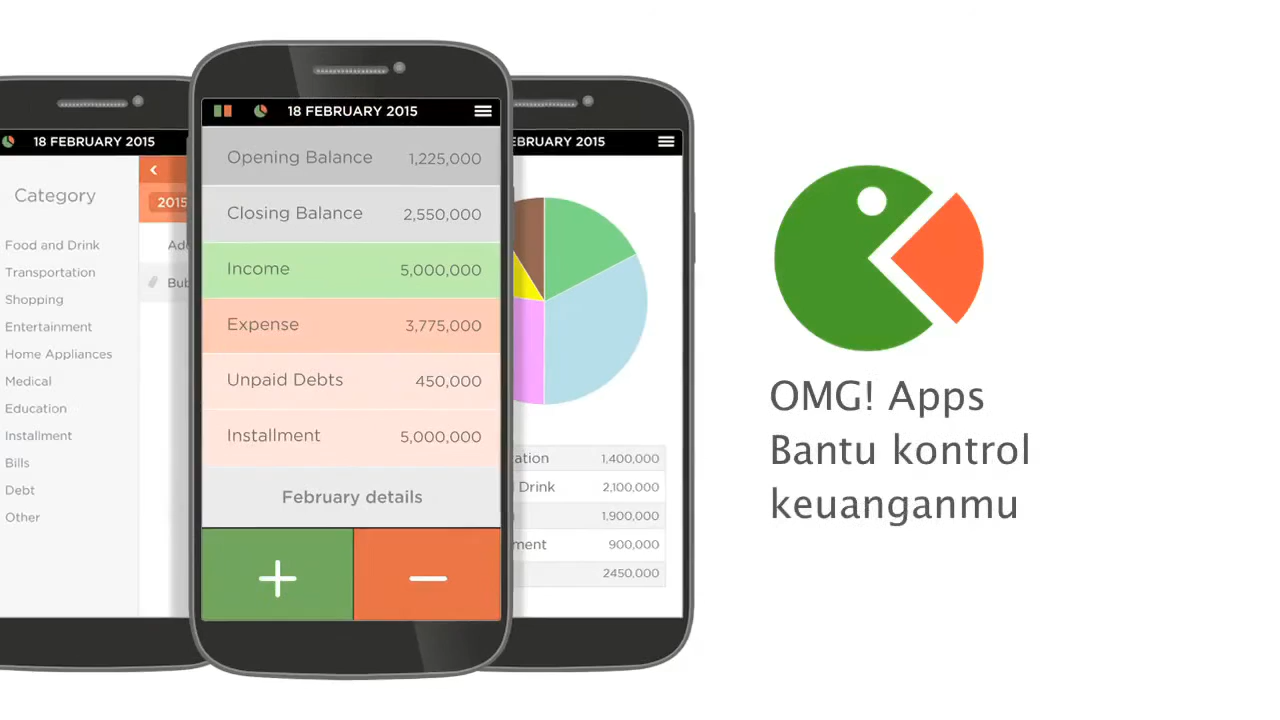 18 FEBRUARY 2015
Category
Food and Drink
Transportation
Shopping
Entertainment
Home Appliances
Medical
Education
Installment
Bills
Debt
Other
2015
18 FEBRUARY 2015
Opening Balance 1,225,000
Closing Balance 2,550,000
Income 5,000,000
Expense 3,775,000
Unpaid Debts 450,000
Installment 5,000,000
February details
+
−
2015
1,400,000
Drink 2,100,000
1,900,000
900,000
2450,000
OMG! Apps
Bantu kontrol
keuanganmu